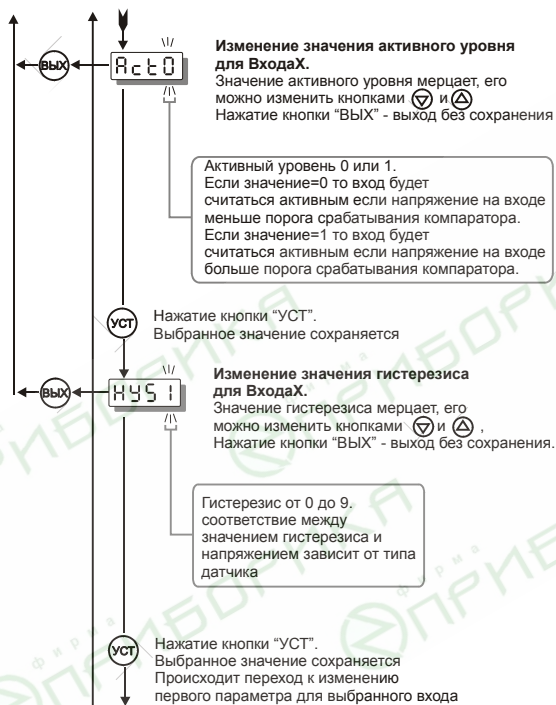 Изменение значения активного уровня
для ВходаX.
ВЫХ
Act0
Значение активного уровня мерцает, его
можно изменить кнопками и
Нажатие кнопки “ВЫХ” - выход без сохранения
Активный уровень 0 или 1.
Если значение=0 то вход будет
считаться активным если напряжение на входе
меньше порога срабатывания компаратора.
Если значение=1 то вход будет
считаться активным если напряжение на входе
больше порога срабатывания компаратора.
УСТ
Нажатие кнопки “УСТ”.
Выбранное значение сохраняется
Изменение значения гистерезиса
для ВходаX.
ВЫХ
HYS1
Значение гистерезиса мерцает, его
можно изменить кнопками и ,
Нажатие кнопки “ВЫХ” - выход без сохранения.
Гистерезис от 0 до 9.
соответствие между
значением гистерезиса и
напряжением зависит от типа
датчика
УСТ
Нажатие кнопки “УСТ”.
Выбранное значение сохраняется
Происходит переход к изменению
первого параметра для выбранного входа
фирма
ПРИБОРИКА